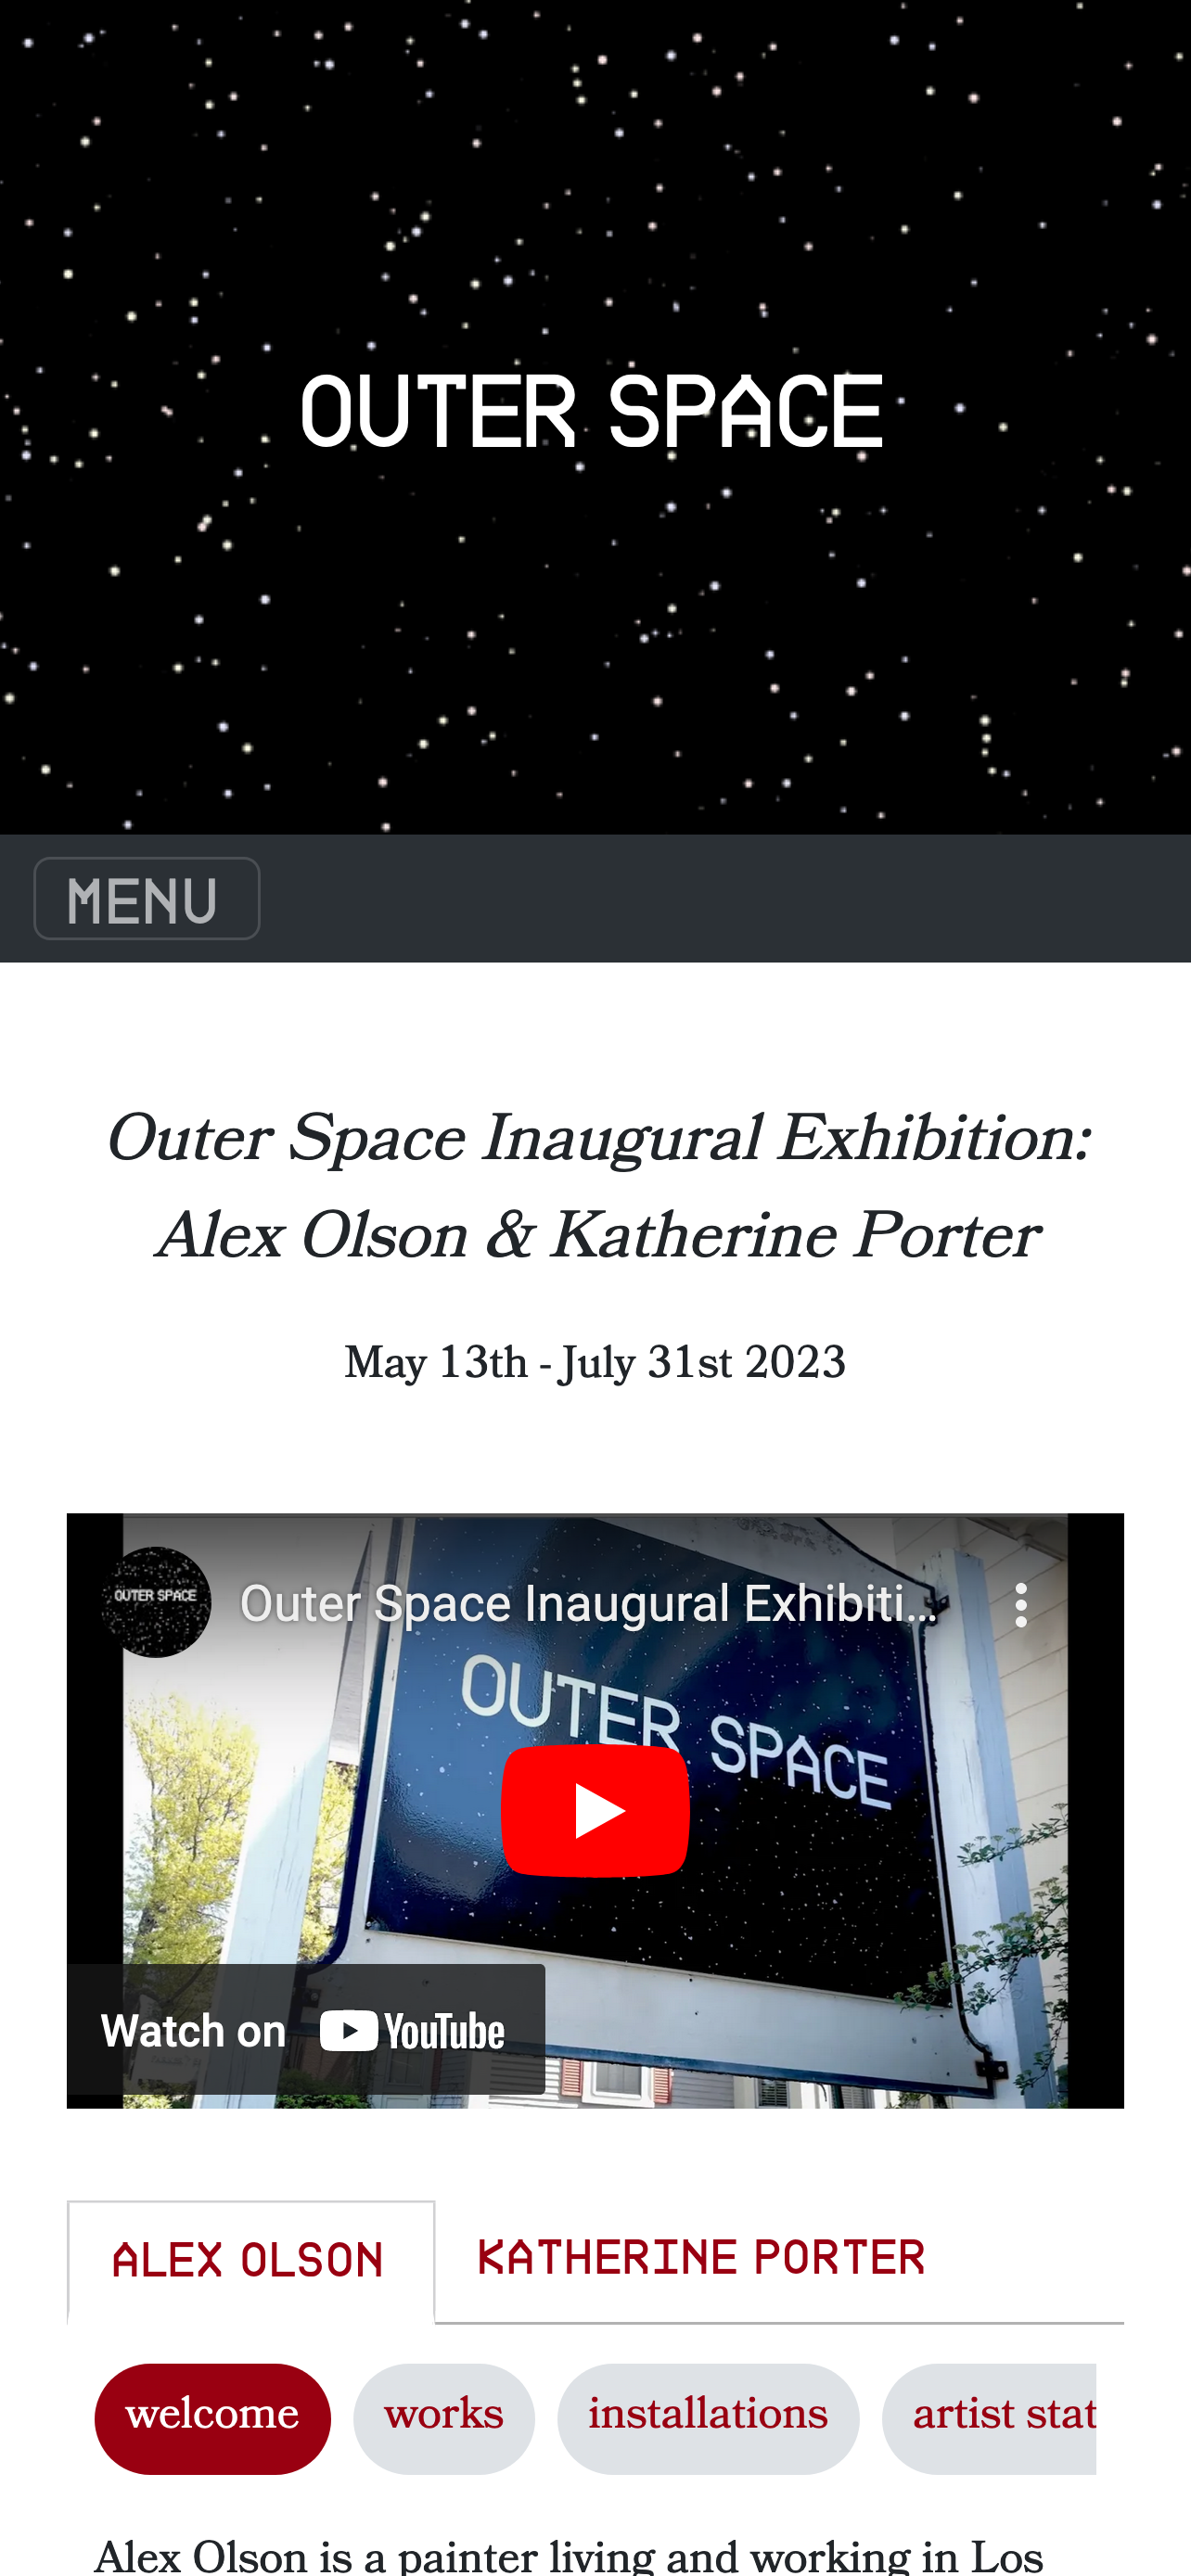 OUTER SPACE
MENU
Outer Space Inaugural Exhibition:
Alex Olson & Katherine Porter
May 13th - July 31st 2023
OUTER SPACE
Outer Space Inaugural Exhibiti...
OUTER SPACE
Watch on YouTube
ALEX OLSON
KATHERINE PORTER
welcome
works
installations
artist stat
Alex Olson is a painter living and working in Los